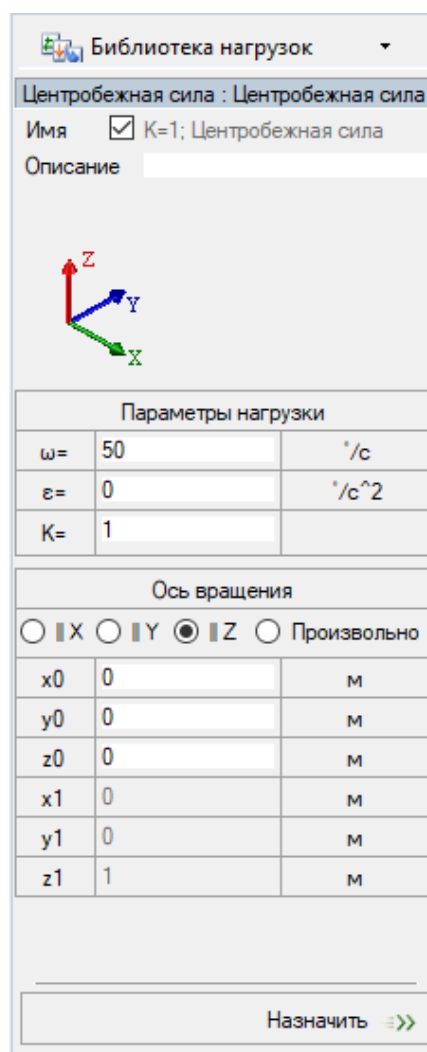 Библиотека нагрузок
Центробежная сила : Центробежная сила
Имя K=1; Центробежная сила
Описание
Z
Y
X
Параметры нагрузки
ω= 50 °/с
ε= 0 °/с^2
K= 1
Ось вращения
|| X || Y || Z Произвольно
x0 0 м
y0 0 м
z0 0 м
x1 0 м
y1 0 м
z1 1 м
Назначить